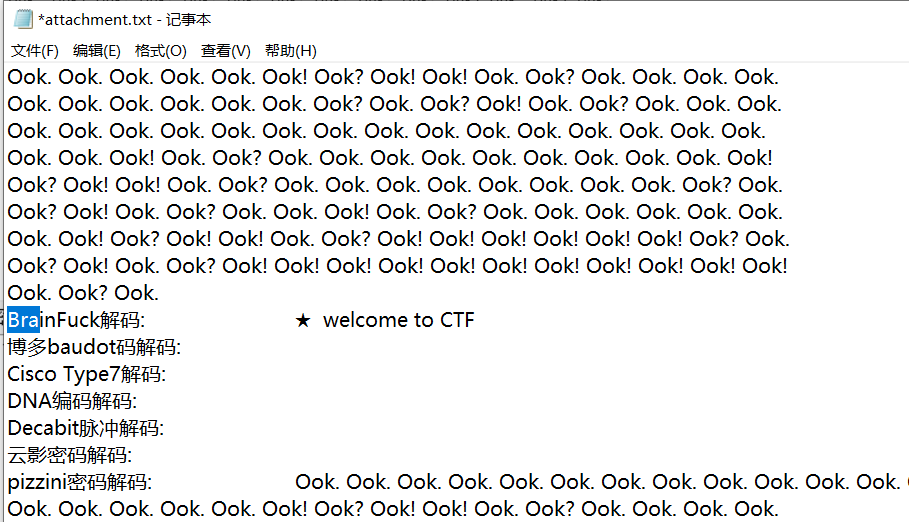 *attachment.txt - 记事本
文件(F) 编辑(E) 格式(O) 查看(V) 帮助(H)
Ook. Ook. Ook. Ook. Ook. Ook! Ook? Ook! Ook! Ook. Ook? Ook. Ook. Ook. Ook.
Ook. Ook. Ook. Ook. Ook. Ook. Ook? Ook. Ook? Ook! Ook. Ook? Ook. Ook. Ook.
Ook. Ook. Ook. Ook. Ook. Ook. Ook. Ook. Ook. Ook. Ook. Ook. Ook. Ook. Ook.
Ook. Ook. Ook! Ook. Ook? Ook. Ook. Ook. Ook. Ook. Ook. Ook. Ook. Ook. Ook!
Ook? Ook! Ook! Ook. Ook? Ook. Ook. Ook. Ook. Ook. Ook. Ook. Ook. Ook? Ook.
Ook? Ook! Ook. Ook? Ook. Ook. Ook! Ook. Ook? Ook. Ook. Ook. Ook. Ook. Ook.
Ook. Ook! Ook? Ook! Ook! Ook. Ook? Ook! Ook! Ook! Ook! Ook! Ook! Ook? Ook.
Ook? Ook! Ook. Ook? Ook! Ook! Ook! Ook! Ook! Ook! Ook! Ook! Ook! Ook! Ook!
Ook. Ook? Ook.
BrainFuck解码: ★ welcome to CTF
博多baudot码解码:
Cisco Type7解码:
DNA编码解码:
Decabit脉冲解码:
云影密码解码:
pizzini密码解码: Ook. Ook. Ook. Ook. Ook. Ook. Ook. Ook. Ook. Ook. Ook. Ook.
Ook. Ook. Ook. Ook. Ook. Ook! Ook? Ook! Ook! Ook. Ook? Ook. Ook. Ook. Ook.